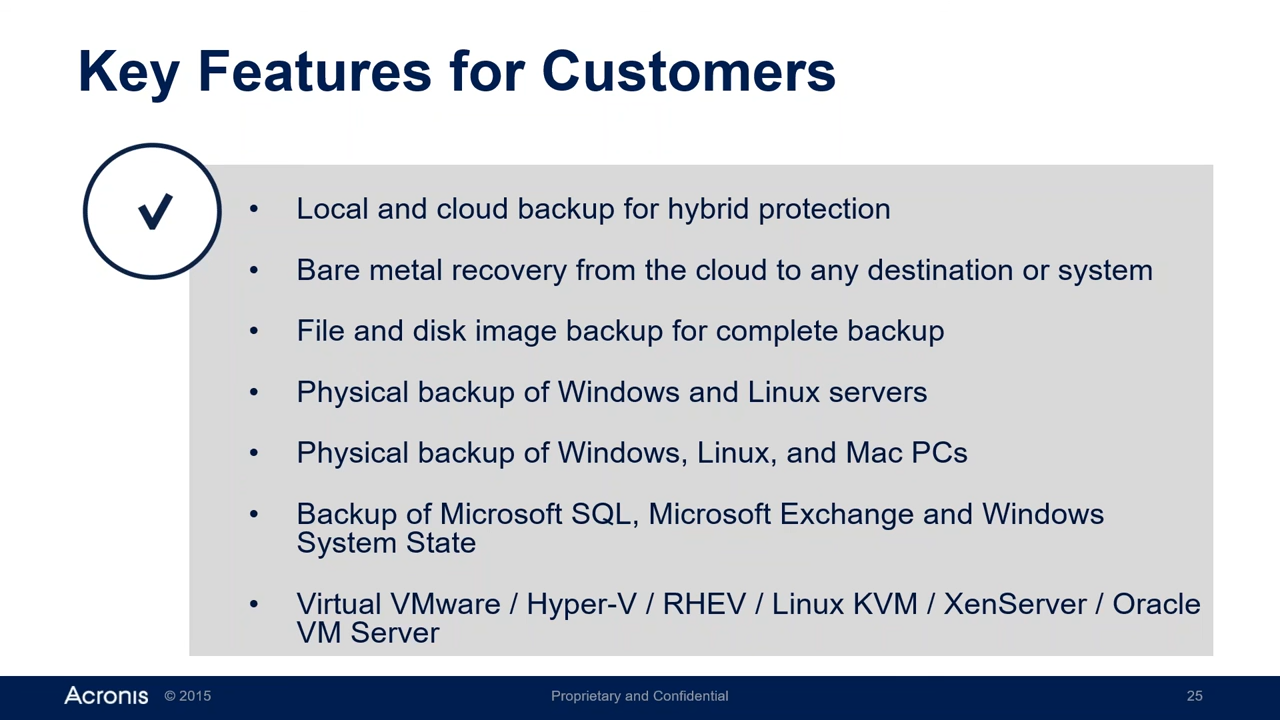 Key Features for Customers
• Local and cloud backup for hybrid protection
• Bare metal recovery from the cloud to any destination or system
• File and disk image backup for complete backup
• Physical backup of Windows and Linux servers
• Physical backup of Windows, Linux, and Mac PCs
• Backup of Microsoft SQL, Microsoft Exchange and Windows
System State
• Virtual VMware / Hyper-V / RHEV / Linux KVM / XenServer / Oracle
VM Server
Acronis © 2015 Proprietary and Confidential 25